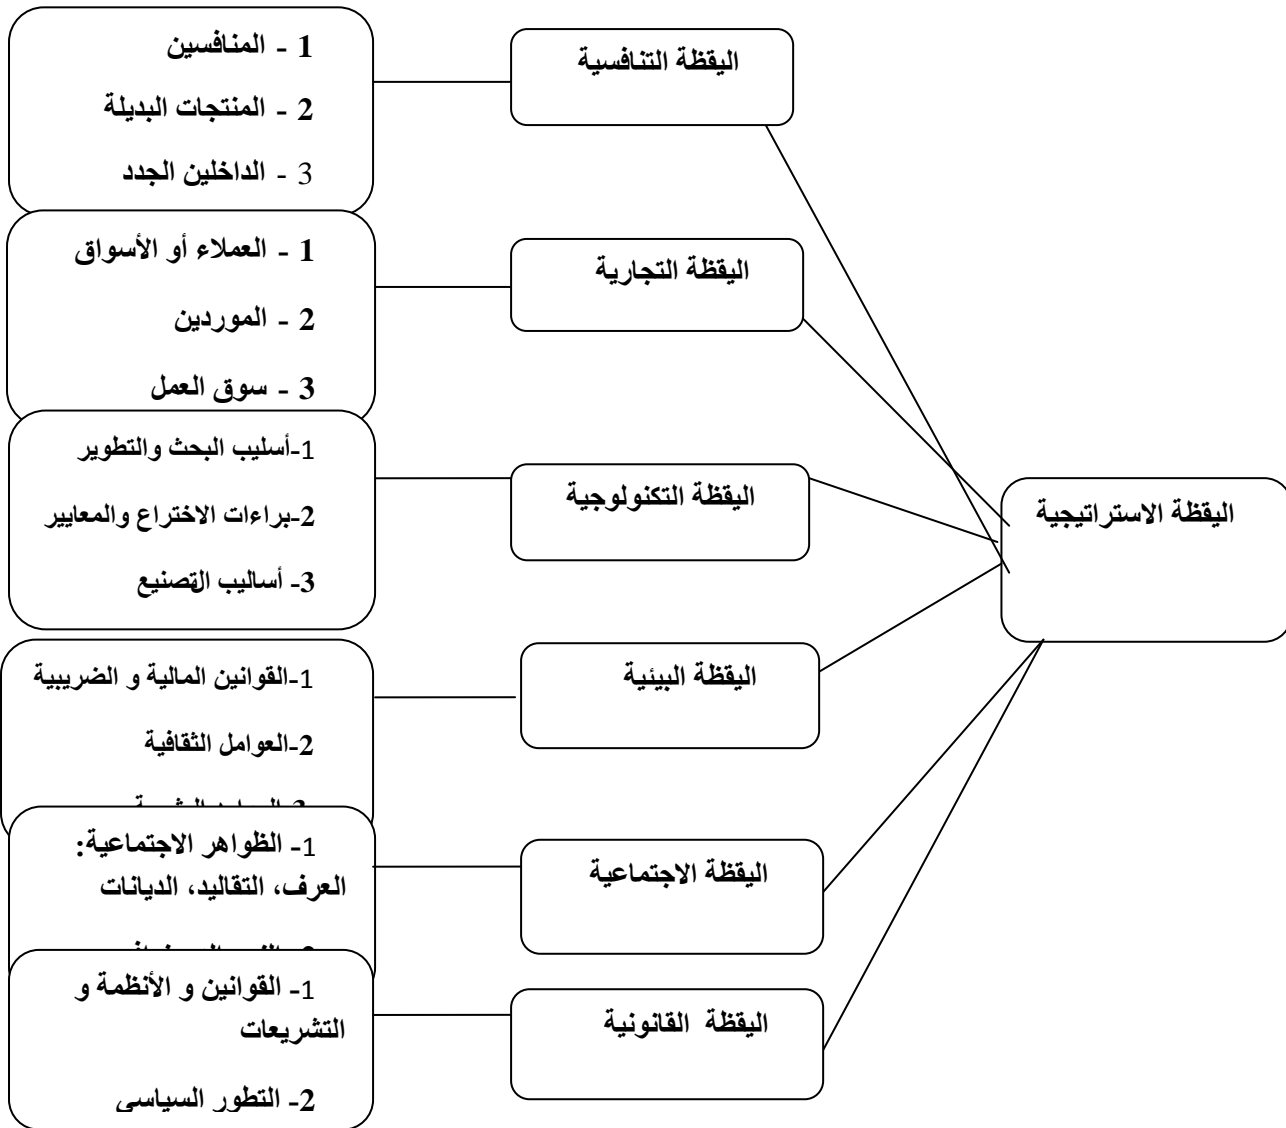 اليقظة التنافسية
1 - المنافسين
2 - المنتجات البديلة
3 - الداخلين الجدد
اليقظة التجارية
1 - العملاء أو الأسواق
2 - الموردين
3 - سوق العمل
اليقظة التكنولوجية
1-أسليب البحث والتطوير
2-براءات الاختراع والمعايير
3- أساليب التصنيع
اليقظة الاستراتيجية
اليقظة البيئية
1-القوانين المالية و الضريبية
2-العوامل الثقافية
اليقظة الاجتماعية
1- الظواهر الاجتماعية:
العرف، التقاليد، الديانات
اليقظة القانونية
1- القوانين و الأنظمة و
التشريعات
2- التطور السياسي